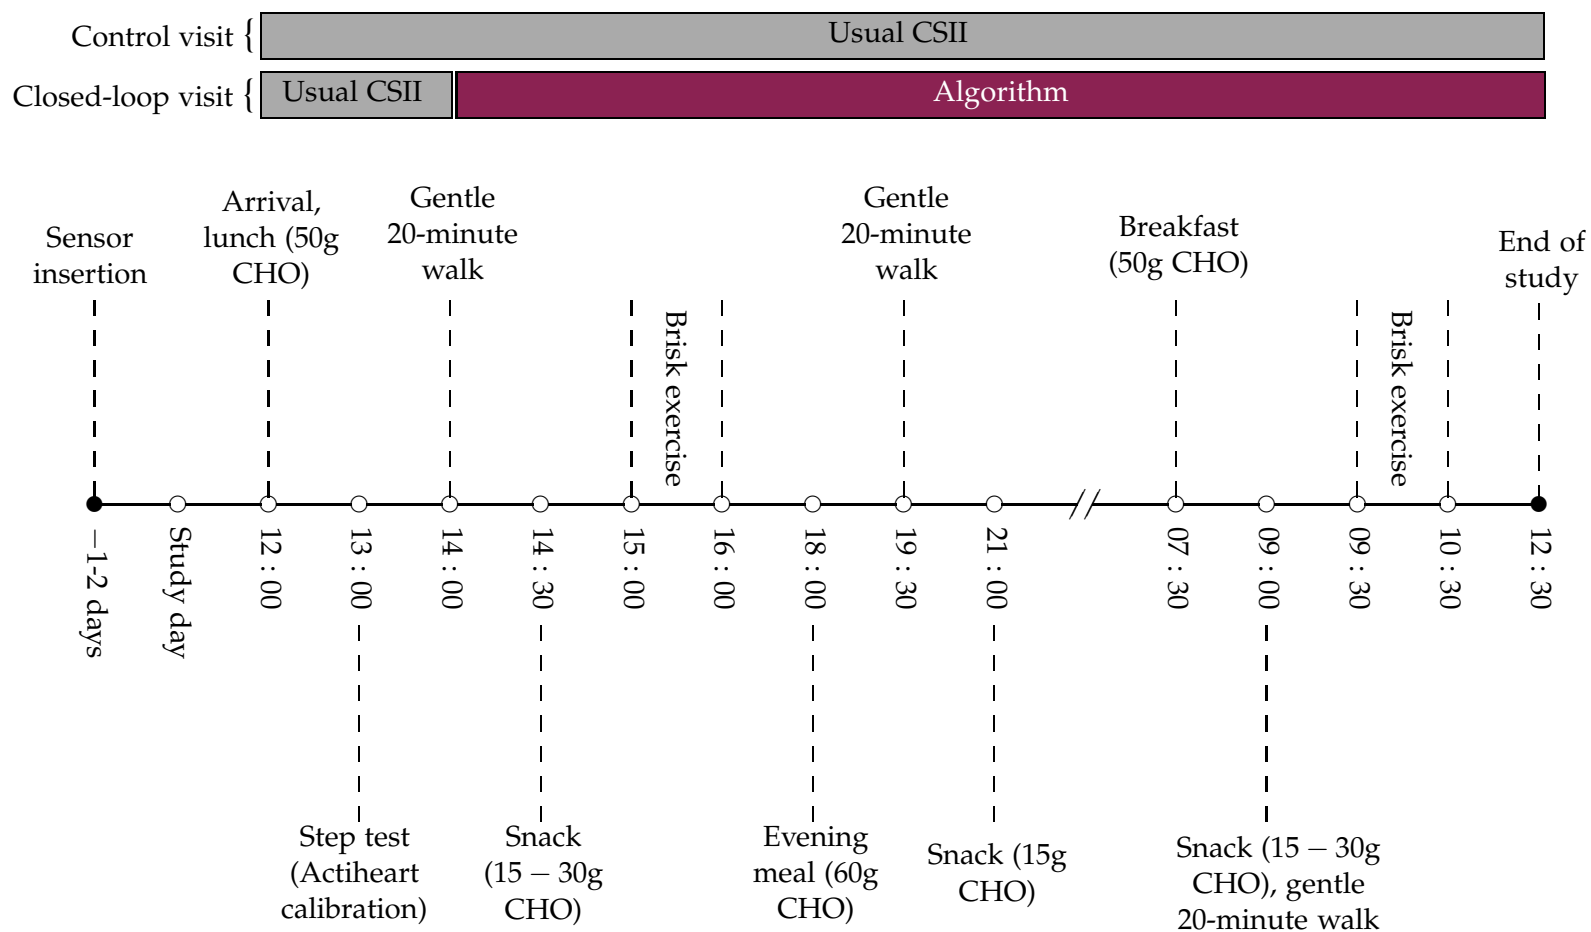 Control visit {
Usual CSII
Closed-loop visit {
Usual CSII
Algorithm
Sensor
insertion
Arrival,
lunch (50g
CHO)
Gentle
20-minute
walk
Gentle
20-minute
walk
Breakfast
(50g CHO)
End of
study
Brisk exercise
Brisk exercise
−1-2 days
Study day
12 : 00
13 : 00
14 : 00
14 : 30
15 : 00
16 : 00
18 : 00
19 : 30
21 : 00
07 : 30
09 : 00
09 : 30
10 : 30
12 : 30
Step test
(Actiheart
calibration)
Snack
(15 − 30g
CHO)
Evening
meal (60g
CHO)
Snack (15g
CHO)
Snack (15 − 30g
CHO), gentle
20-minute walk